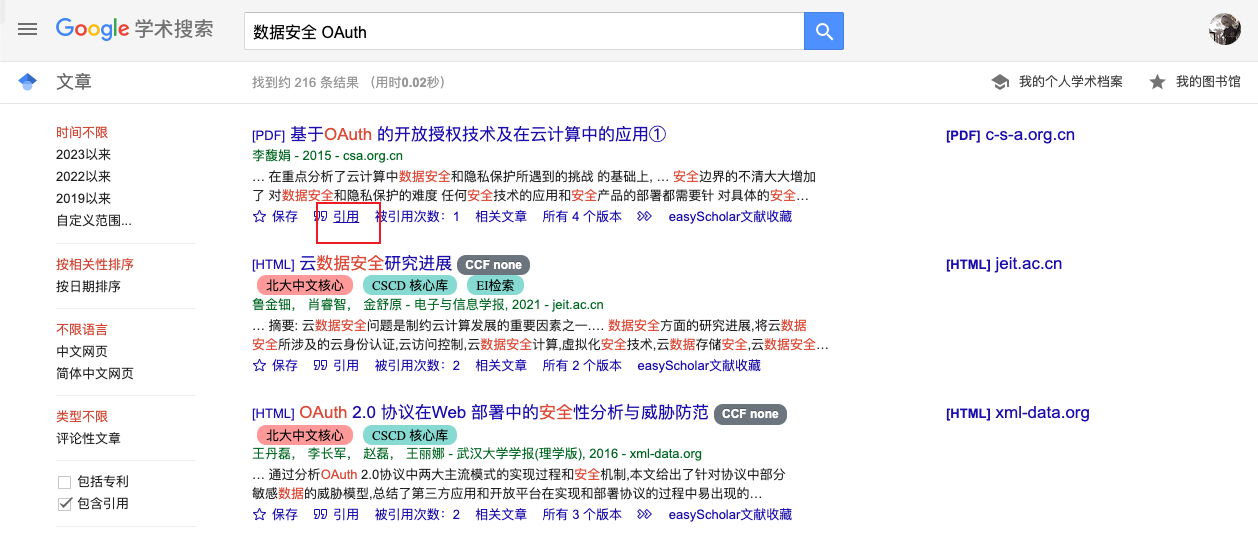 Google 学术搜索
数据安全 OAuth
文章
找到约 216 条结果 （用时0.02秒）
我的个人学术档案
我的图书馆
时间不限
2023以来
2022以来
2019以来
自定义范围...
按相关性排序
按日期排序
不限语言
中文网页
简体中文网页
类型不限
评论性文章
包括专利
包含引用
[PDF] 基于OAuth 的开放授权技术及在云计算中的应用①
李馥娟 - 2015 - csa.org.cn
… 在重点分析了云计算中数据安全和隐私保护所遇到的挑战 的基础上, … 安全边界的不清大大增加
了 对数据安全和隐私保护的难度 任何安全技术的应用和安全产品的部署都需要针 对具体的安全…
保存 引用 被引用次数：1 相关文章 所有 4 个版本 easyScholar文献收藏
[PDF] c-s-a.org.cn
[HTML] 云数据安全研究进展 CCF none
北大中文核心 CSCD 核心库 EI检索
鲁金钿， 肖睿智， 金舒原 - 电子与信息学报, 2021 - jeit.ac.cn
… 摘要: 云数据安全问题是制约云计算发展的重要因素之一.… 数据安全方面的研究进展,将云数据
安全所涉及的云身份认证,云访问控制,云数据安全计算,虚拟化安全技术,云数据存储安全,云数据安全…
保存 引用 被引用次数：2 相关文章 所有 2 个版本 easyScholar文献收藏
[HTML] jeit.ac.cn
[HTML] OAuth 2.0 协议在Web 部署中的安全性分析与威胁防范 CCF none
北大中文核心 CSCD 核心库
王丹磊， 李长军， 赵磊， 王丽娜 - 武汉大学学报(理学版), 2016 - xml-data.org
… 通过分析OAuth 2.0协议中两大主流模式的实现过程和安全机制,本文给出了针对协议中部分
敏感数据的威胁模型,总结了第三方应用和开放平台在实现和部署协议的过程中易出现的…
保存 引用 被引用次数：2 相关文章 所有 3 个版本 easyScholar文献收藏
[HTML] xml-data.org